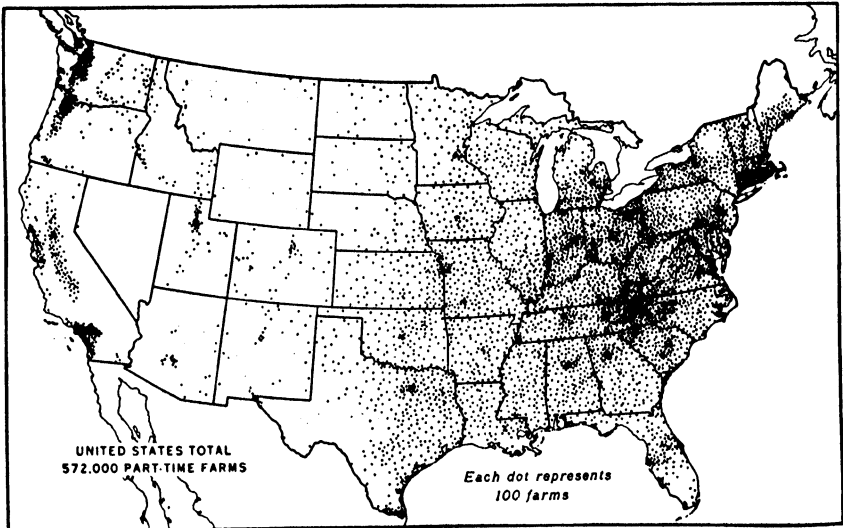 UNITED STATES TOTAL
572,000 PART-TIME FARMS
Each dot represents
100 farms